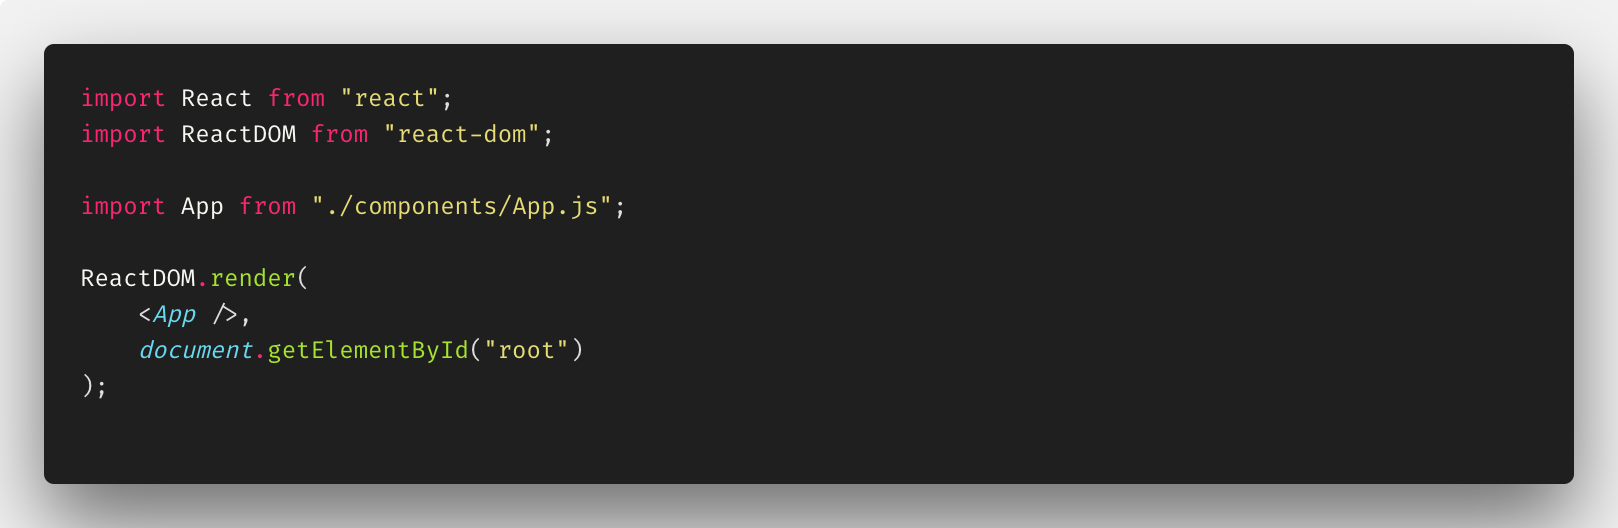 import React from "react";
import ReactDOM from "react-dom";

import App from "./components/App.js";

ReactDOM.render(
    <App />,
    document.getElementById("root")
);